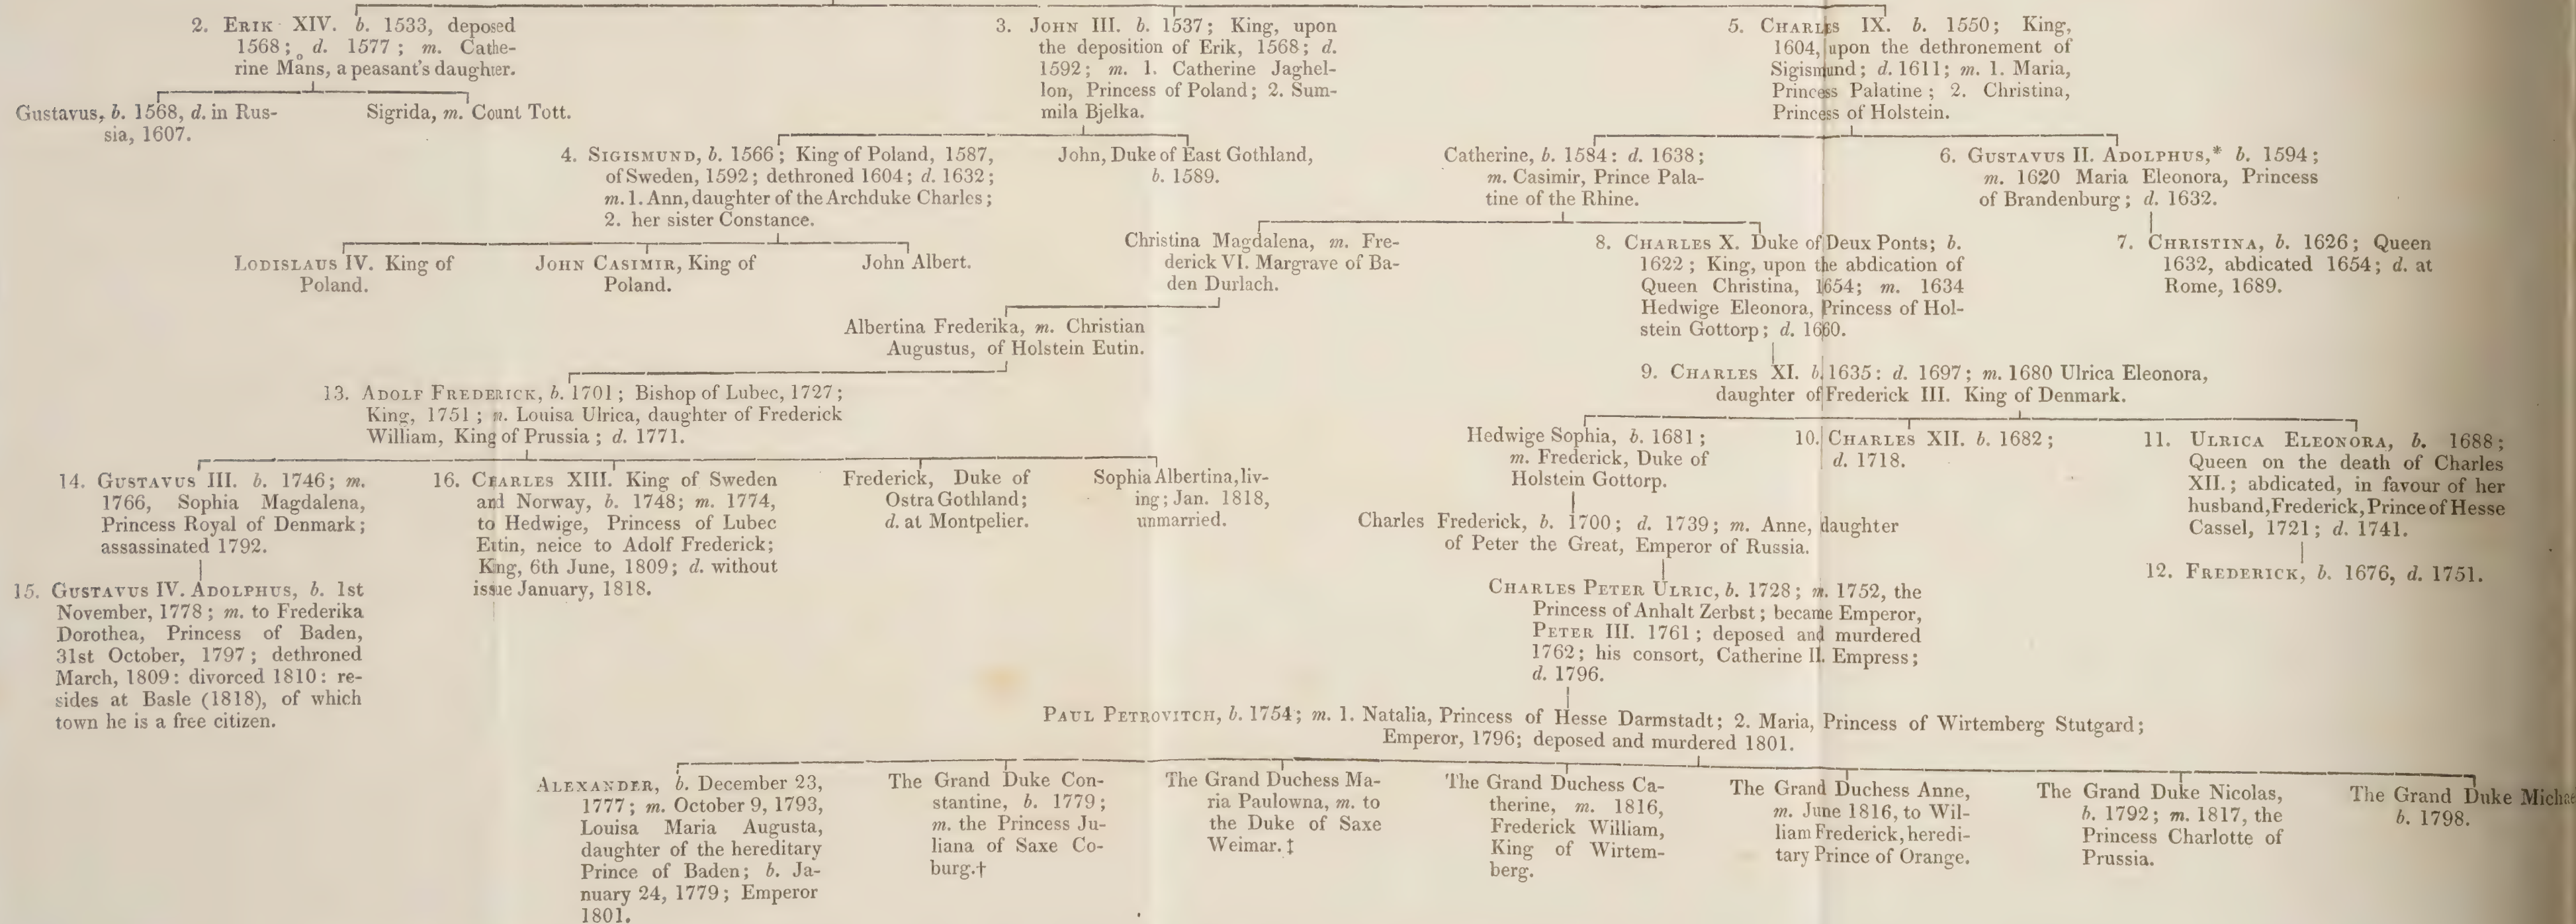 2. ERIK XIV. b. 1533, deposed
1568; d. 1577; m. Cathe-
rine Måns, a peasant's daughter.
3. JOHN III. b. 1537; King, upon
the deposition of Erik, 1568; d.
1592; m. 1. Catherine Jaghel-
lon, Princess of Poland; 2. Sum-
mila Bjelka.
5. CHARLES IX. b. 1550; King,
1604, upon the dethronement of
Sigismund; d. 1611; m. 1. Maria,
Princess Palatine; 2. Christina,
Princess of Holstein.
Gustavus, b. 1568, d. in Rus-
sia, 1607.
Sigrida, m. Count Tott.
4. SIGISMUND, b. 1566; King of Poland, 1587,
of Sweden, 1592; dethroned 1604; d. 1632;
m. 1. Ann, daughter of the Archduke Charles;
2. her sister Constance.
John, Duke of East Gothland,
b. 1589.
Catherine, b. 1584: d. 1638;
m. Casimir, Prince Pala-
tine of the Rhine.
6. GUSTAVUS II. ADOLPHUS,* b. 1594;
m. 1620 Maria Eleonora, Princess
of Brandenburg; d. 1632.
LODISLAUS IV. King of
Poland.
JOHN CASIMIR, King of
Poland.
John Albert.
Christina Magdalena, m. Fre-
derick VI. Margrave of Ba-
den Durlach.
8. CHARLES X. Duke of Deux Ponts; b.
1622; King, upon the abdication of
Queen Christina, 1654; m. 1634
Hedwige Eleonora, Princess of Hol-
stein Gottorp; d. 1660.
7. CHRISTINA, b. 1626; Queen
1632, abdicated 1654; d. at
Rome, 1689.
Albertina Frederika, m. Christian
Augustus, of Holstein Eutin.
9. CHARLES XI. b. 1635: d. 1697; m. 1680 Ulrica Eleonora,
daughter of Frederick III. King of Denmark.
13. ADOLF FREDERICK, b. 1701; Bishop of Lubec, 1727;
King, 1751; m. Louisa Ulrica, daughter of Frederick
William, King of Prussia; d. 1771.
Hedwige Sophia, b. 1681;
m. Frederick, Duke of
Holstein Gottorp.
10. CHARLES XII. b. 1682;
d. 1718.
11. ULRICA ELEONORA, b. 1688;
Queen on the death of Charles
XII.; abdicated, in favour of her
husband, Frederick, Prince of Hesse
Cassel, 1721; d. 1741.
14. GUSTAVUS III. b. 1746; m.
1766, Sophia Magdalena,
Princess Royal of Denmark;
assassinated 1792.
16. CHARLES XIII. King of Sweden
and Norway, b. 1748; m. 1774,
to Hedwige, Princess of Lubec
Eutin, neice to Adolf Frederick;
King, 6th June, 1809; d. without
issue January, 1818.
Frederick, Duke of
Ostra Gothland;
d. at Montpelier.
Sophia Albertina, liv-
ing; Jan. 1818,
unmarried.
Charles Frederick, b. 1700; d. 1739; m. Anne, daughter
of Peter the Great, Emperor of Russia.
12. FREDERICK, b. 1676, d. 1751.
15. GUSTAVUS IV. ADOLPHUS, b. 1st
November, 1778; m. to Frederika
Dorothea, Princess of Baden,
31st October, 1797; dethroned
March, 1809: divorced 1810: re-
sides at Basle (1818), of which
town he is a free citizen.
CHARLES PETER ULRIC, b. 1728; m. 1752, the
Princess of Anhalt Zerbst; became Emperor,
PETER III. 1761; deposed and murdered
1762; his consort, Catherine II. Empress;
d. 1796.
PAUL PETROVITCH, b. 1754; m. 1. Natalia, Princess of Hesse Darmstadt; 2. Maria, Princess of Wirtemberg Stutgard;
Emperor, 1796; deposed and murdered 1801.
ALEXANDER, b. December 23,
1777; m. October 9, 1793,
Louisa Maria Augusta,
daughter of the hereditary
Prince of Baden; b. Ja-
nuary 24, 1779; Emperor
1801.
The Grand Duke Con-
stantine, b. 1779;
m. the Princess Ju-
liana of Saxe Co-
burg.†
The Grand Duchess Ma-
ria Paulowna, m. to
the Duke of Saxe
Weimar.‡
The Grand Duchess Ca-
therine, m. 1816,
Frederick William,
King of Wirtem-
berg.
The Grand Duchess Anne,
m. June 1816, to Wil-
liam Frederick, heredi-
tary Prince of Orange.
The Grand Duke Nicolas,
b. 1792; m. 1817, the
Princess Charlotte of
Prussia.
The Grand Duke
b. 1798.